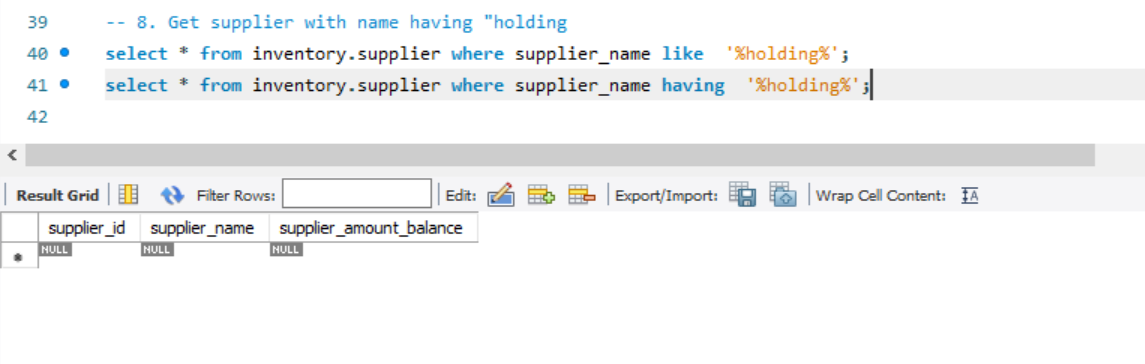 39 -- 8. Get supplier with name having "holding
40 select * from inventory.supplier where supplier_name like '%holding%';
41 select * from inventory.supplier where supplier_name having '%holding%';
42
Result Grid Filter Rows: Edit: Export/Import: Wrap Cell Content: IA
supplier_id supplier_name supplier_amount_balance
NULL NULL NULL